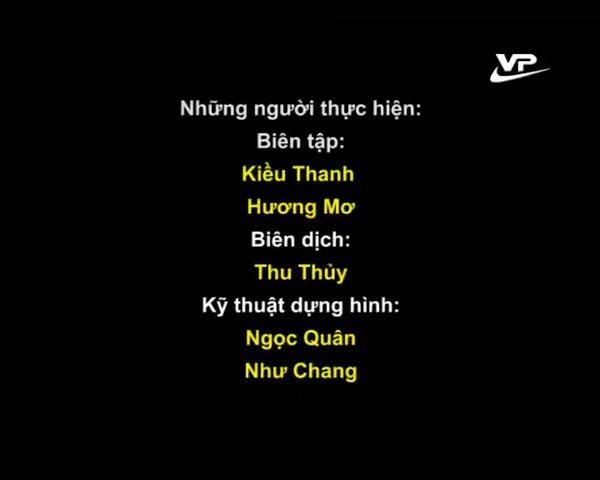 VP
Những người thực hiện:
Biên tập:
Kiều Thanh
Hương Mơ
Biên dịch:
Thu Thủy
Kỹ thuật dựng hình:
Ngọc Quân
Như Chang